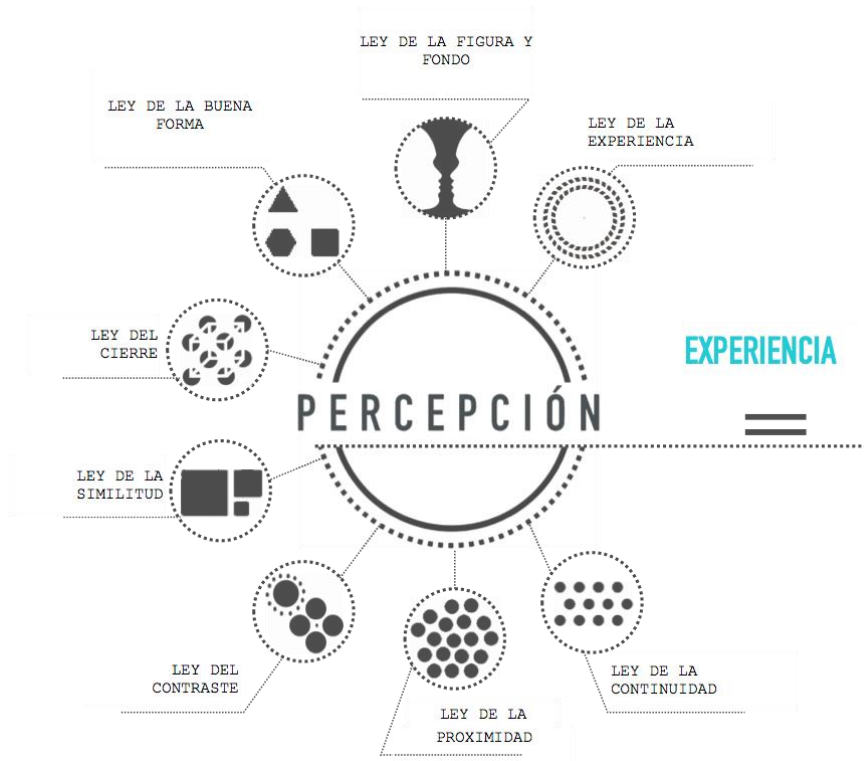 LEY DE LA FIGURA Y
FONDO
LEY DE LA BUENA
FORMA
LEY DE LA
EXPERIENCIA
LEY DEL
CIERRE
EXPERIENCIA
PERCEPCIÓN
LEY DE LA
SIMILITUD
LEY DEL
CONTRASTE
LEY DE LA
CONTINUIDAD
LEY DE LA
PROXIMIDAD